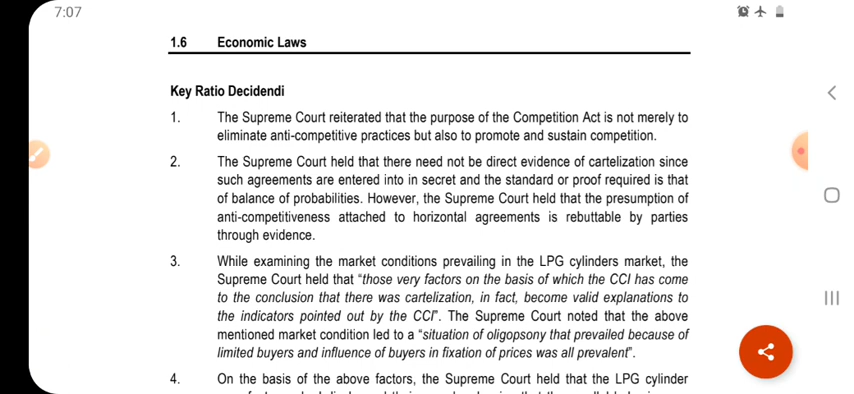 7:07
1.6 Economic Laws
Key Ratio Decidendi
1. The Supreme Court reiterated that the purpose of the Competition Act is not merely to
eliminate anti-competitive practices but also to promote and sustain competition.
2. The Supreme Court held that there need not be direct evidence of cartelization since
such agreements are entered into in secret and the standard or proof required is that
of balance of probabilities. However, the Supreme Court held that the presumption of
anti-competitiveness attached to horizontal agreements is rebuttable by parties
through evidence.
3. While examining the market conditions prevailing in the LPG cylinders market, the
Supreme Court held that “those very factors on the basis of which the CCI has come
to the conclusion that there was cartelization, in fact, become valid explanations to
the indicators pointed out by the CCI”. The Supreme Court noted that the above
mentioned market condition led to a “situation of oligopsony that prevailed because of
limited buyers and influence of buyers in fixation of prices was all prevalent”.
4. On the basis of the above factors, the Supreme Court held that the LPG cylinder